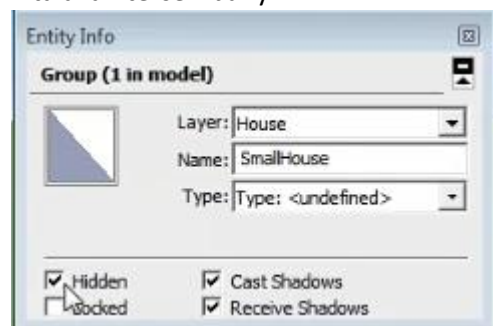 Entity Info
Group (1 in model)
Layer: House
Name: SmallHouse
Type: Type: <undefined>
Hidden Cast Shadows
Locked Receive Shadows